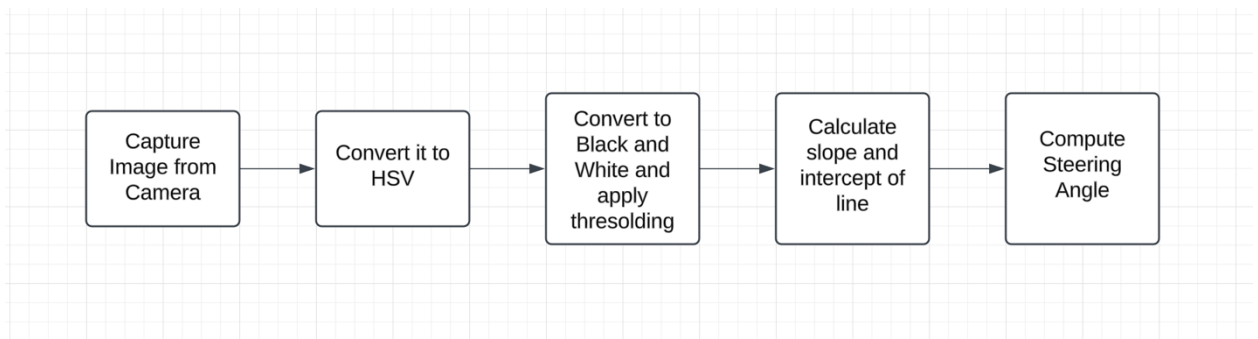 Capture
Image from
Camera
Convert it to
HSV
Convert to
Black and
White and
apply
thresolding
Calculate
slope and
intercept of
line
Compute
Steering
Angle